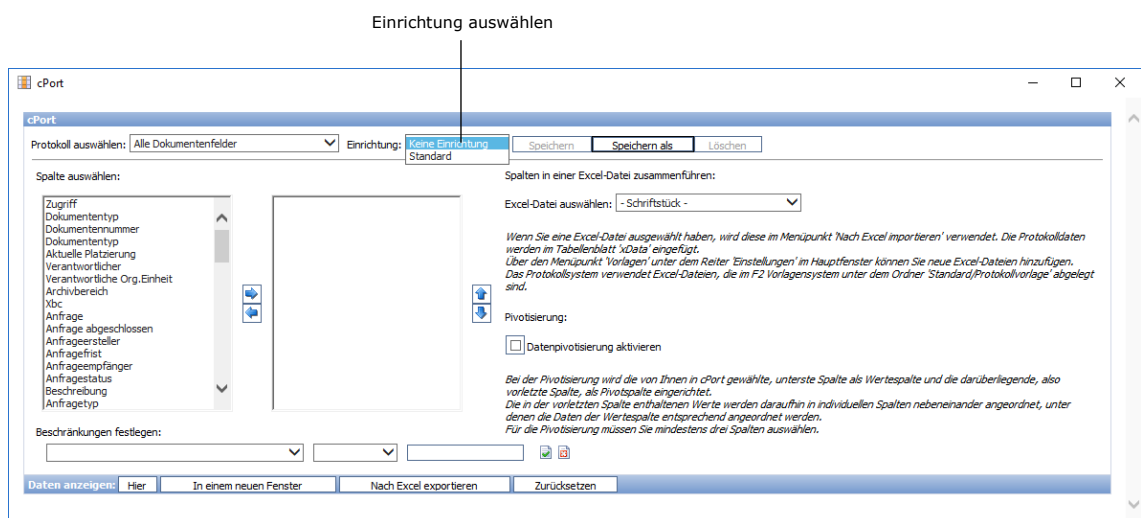 Einrichtung auswählen
cPort
cPort
Protokoll auswählen: Alle Dokumentenfelder Einrichtung: Keine Einrichtung Speichern Speichern als Löschen
Standard
Spalte auswählen: Spalten in einer Excel-Datei zusammenführen:
Zugriff
Dokumententyp
Dokumentennummer
Dokumententyp
Aktuelle Platzierung
Verantwortlicher
Verantwortliche Org.Einheit
Archivbereich
Xbc
Anfrage
Anfrage abgeschlossen
Anfrageersteller
Anfragefrist
Anfrageempfänger
Anfragestatus
Beschreibung
Anfragetyp
Excel-Datei auswählen: - Schriftstück -
Wenn Sie eine Excel-Datei ausgewählt haben, wird diese im Menüpunkt 'Nach Excel importieren' verwendet. Die Protokolldaten
werden im Tabellenblatt 'xData' eingefügt.
Über den Menüpunkt 'Vorlagen' unter dem Reiter 'Einstellungen' im Hauptfenster können Sie neue Excel-Dateien hinzufügen.
Das Protokollsystem verwendet Excel-Dateien, die im F2 Vorlagensystem unter dem Ordner 'Standard/Protokollvorlage' abgelegt
sind.
Pivotisierung:
Datenpivotisierung aktivieren
Bei der Pivotisierung wird die von Ihnen in cPort gewählte, unterste Spalte als Wertespalte und die darüberliegende, also
vorletzte Spalte, als Pivotspalte eingerichtet.
Die in der vorletzten Spalte enthaltenen Werte werden daraufhin in individuellen Spalten nebeneinander angeordnet, unter
denen die Daten der Wertespalte entsprechend angeordnet werden.
Für die Pivotisierung müssen Sie mindestens drei Spalten auswählen.
Beschränkungen festlegen:
Daten anzeigen: Hier In einem neuen Fenster Nach Excel exportieren Zurücksetzen